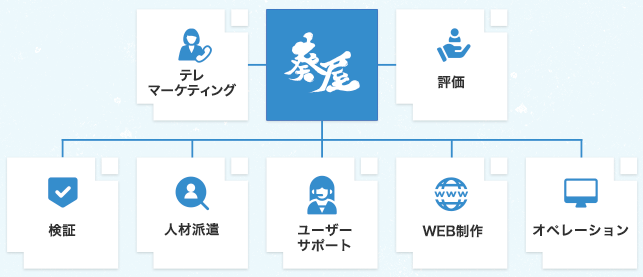 テレ
マーケティング
葵屋
評価
検証
人材派遣
ユーザー
サポート
WWW
WEB制作
オペレーション